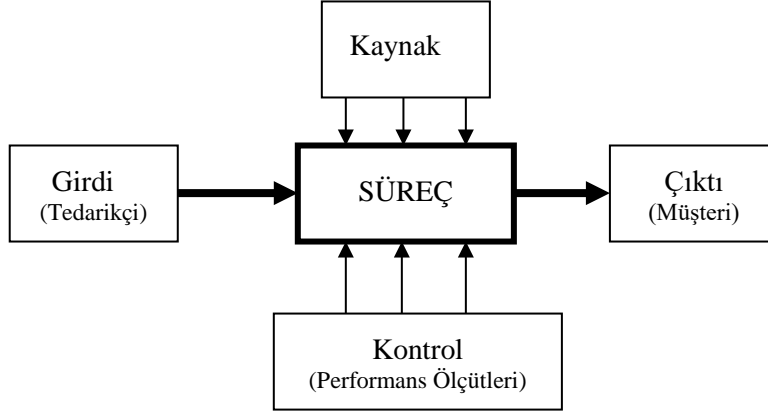 Kaynak
Girdi
(Tedarikçi)
SÜREÇ
Çıktı
(Müşteri)
Kontrol
(Performans Ölçütleri)